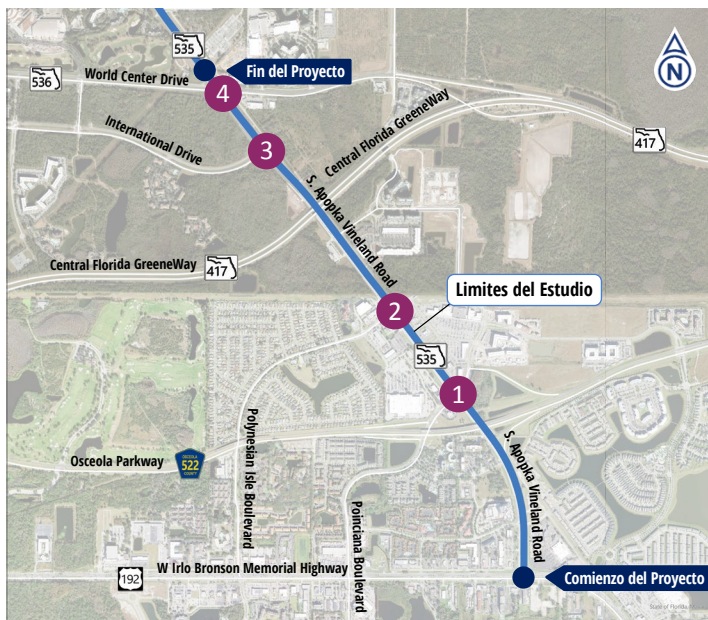 535
Fin del Proyecto
536
World Center Drive
4
N
International Drive
3
Central Florida GreeneWay
417
S. Apopka Vineland Road
Central Florida GreeneWay
417
Limites del Estudio
2
535
1
Osceola Parkway
OSCEOLA
522
COUNTY
Polynesian Isle Boulevard
S. Apopka Vineland Road
Poinciana Boulevard
W Irlo Bronson Memorial Highway
192
Comienzo del Proyecto
State of Florida,